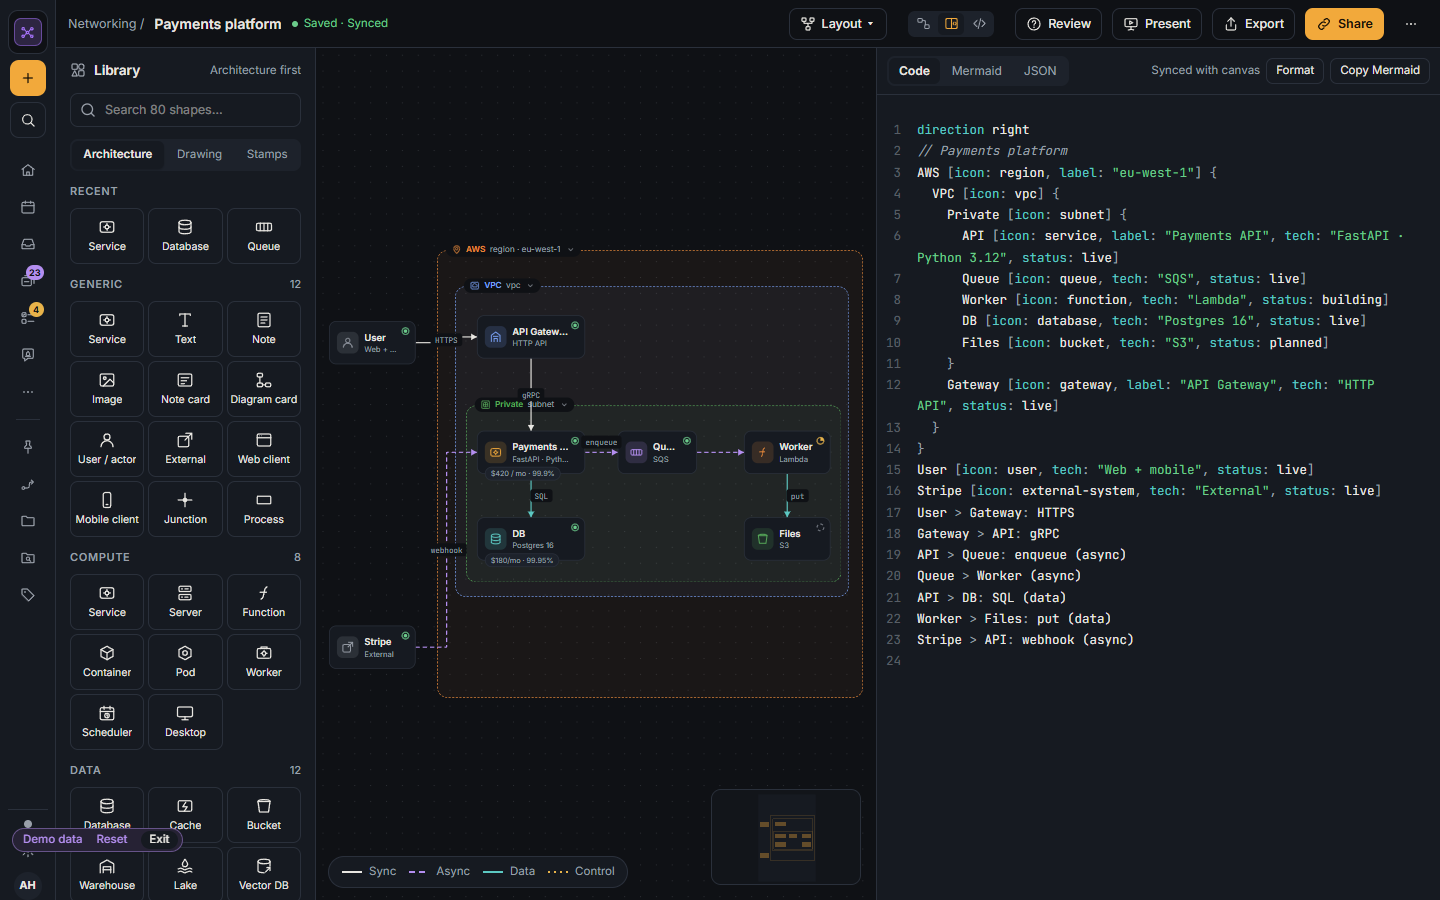 Networking / Payments platform Saved · Synced
Layout
Review
Present
Export
Share
Library
Architecture first
Search 80 shapes...
Architecture Drawing Stamps
RECENT
Service Database Queue
GENERIC 12
Service Text Note
Image Note card Diagram card
User / actor External Web client
Mobile client Junction Process
COMPUTE 8
Service Server Function
Container Pod Worker
Scheduler Desktop
DATA 12
Database Cache Bucket
Warehouse Lake Vector DB
23
4
Demo data Reset Exit
AH
AWS region · eu-west-1
VPC vpc
User
Web + ...
HTTPS
API Gatew...
HTTP API
gRPC
Private subnet
Payments ...
FastAPI · Pyth...
$420 / mo · 99.9%
enqueue
Qu...
SQS
Worker
Lambda
SQL
put
DB
Postgres 16
$180/mo · 99.95%
Files
S3
webhook
Stripe
External
Sync Async Data Control
Code Mermaid JSON
Synced with canvas
Format
Copy Mermaid
1 direction right
2 // Payments platform
3 AWS [icon: region, label: "eu-west-1"] {
4 VPC [icon: vpc] {
5 Private [icon: subnet] {
6 API [icon: service, label: "Payments API", tech: "FastAPI ·
Python 3.12", status: live]
7 Queue [icon: queue, tech: "SQS", status: live]
8 Worker [icon: function, tech: "Lambda", status: building]
9 DB [icon: database, tech: "Postgres 16", status: live]
10 Files [icon: bucket, tech: "S3", status: planned]
11 }
12 Gateway [icon: gateway, label: "API Gateway", tech: "HTTP
API", status: live]
13 }
14 }
15 User [icon: user, tech: "Web + mobile", status: live]
16 Stripe [icon: external-system, tech: "External", status: live]
17 User > Gateway: HTTPS
18 Gateway > API: gRPC
19 API > Queue: enqueue (async)
20 Queue > Worker (async)
21 API > DB: SQL (data)
22 Worker > Files: put (data)
23 Stripe > API: webhook (async)
24